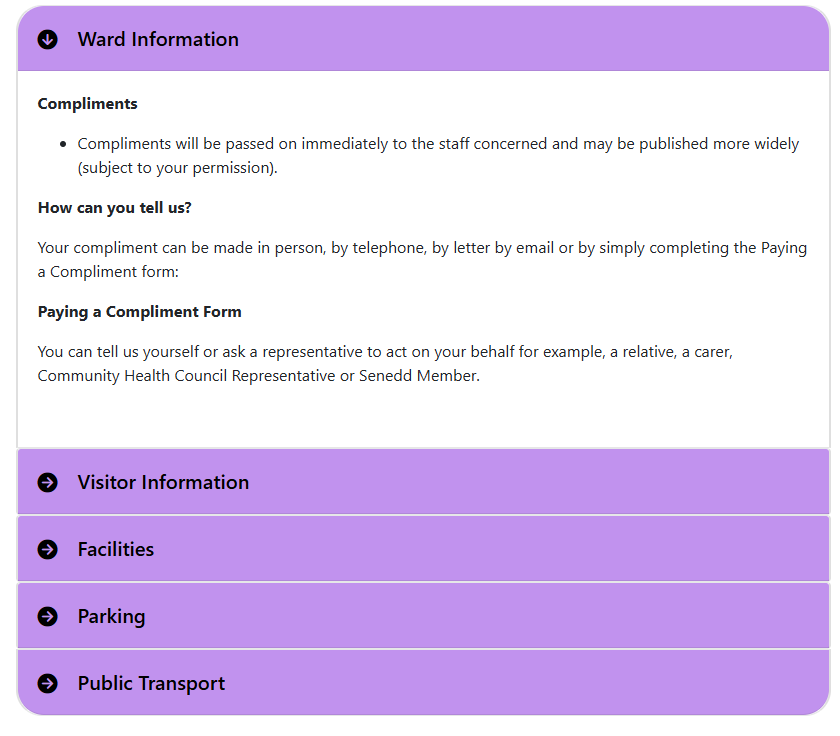 Ward Information
Compliments
• Compliments will be passed on immediately to the staff concerned and may be published more widely
(subject to your permission).
How can you tell us?
Your compliment can be made in person, by telephone, by letter by email or by simply completing the Paying
a Compliment form:
Paying a Compliment Form
You can tell us yourself or ask a representative to act on your behalf for example, a relative, a carer,
Community Health Council Representative or Senedd Member.
Visitor Information
Facilities
Parking
Public Transport